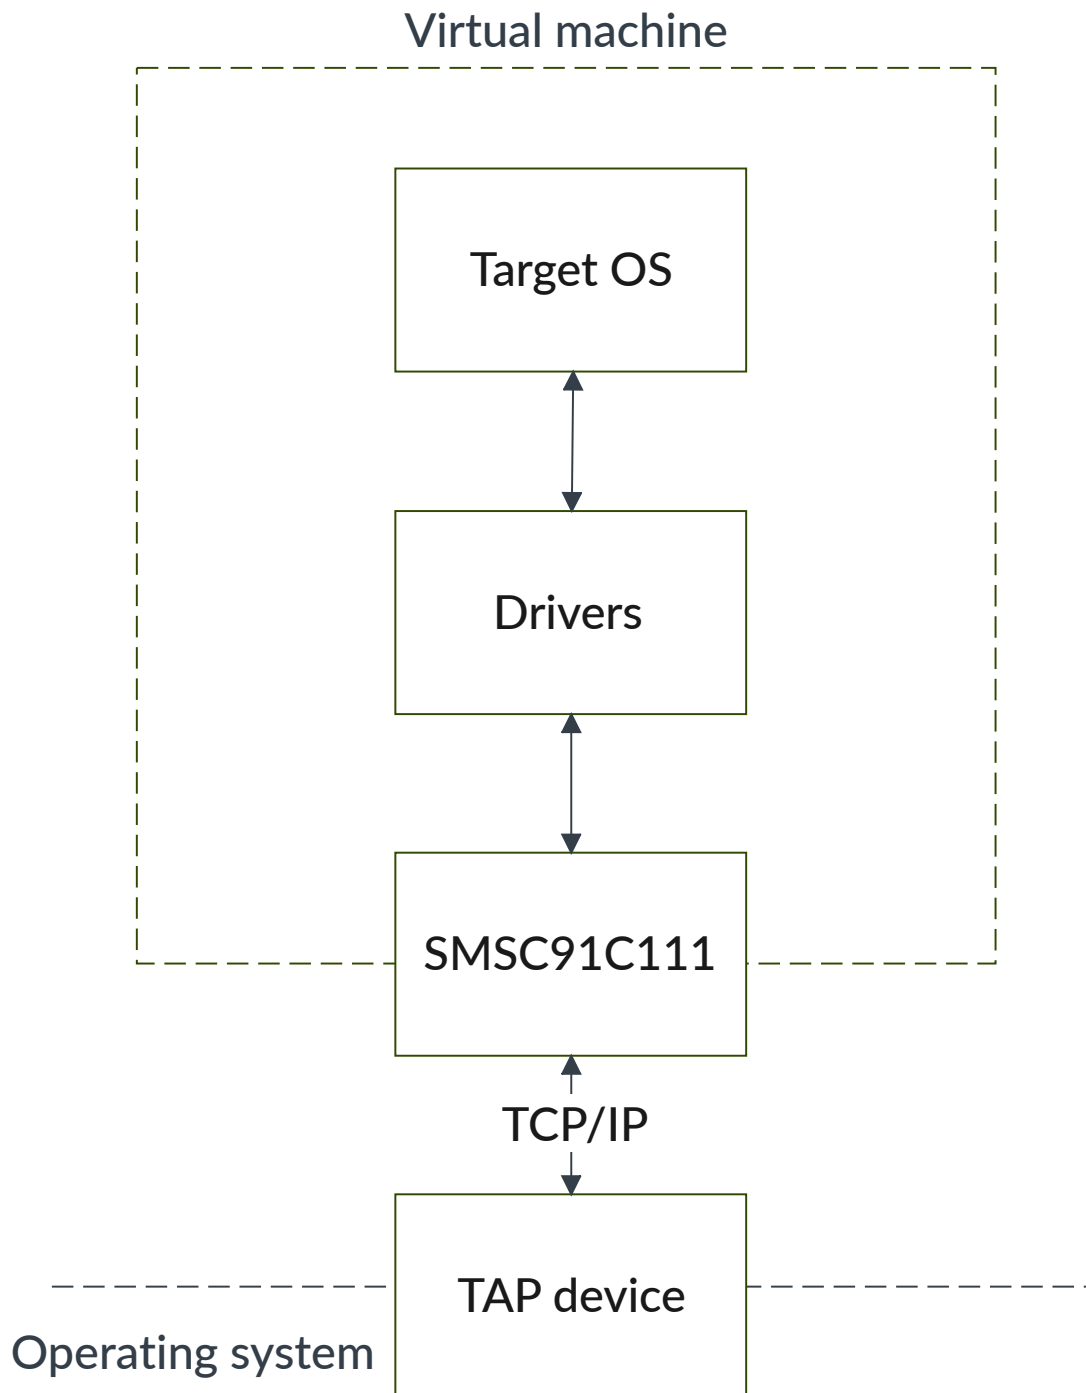 Virtual machine
Target OS
Drivers
SMSC91C111
TCP/IP
TAP device
Operating system